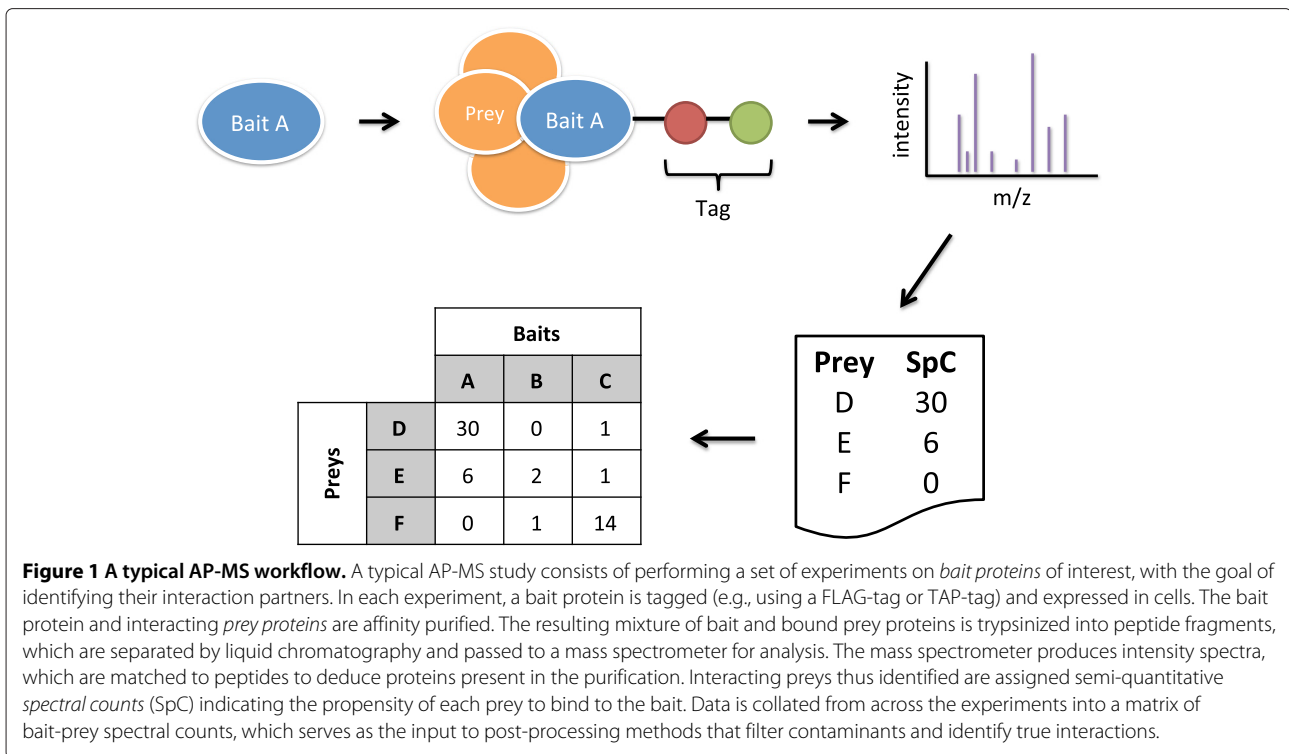 Bait A
Prey
Bait A
Tag
intensity
m/z
Prey SpC
D 30
E 6
F 0
Baits
A B C
Preys
D 30 0 1
E 6 2 1
F 0 1 14
Figure 1 A typical AP-MS workflow. A typical AP-MS study consists of performing a set of experiments on bait proteins of interest, with the goal of
identifying their interaction partners. In each experiment, a bait protein is tagged (e.g., using a FLAG-tag or TAP-tag) and expressed in cells. The bait
protein and interacting prey proteins are affinity purified. The resulting mixture of bait and bound prey proteins is trypsinized into peptide fragments,
which are separated by liquid chromatography and passed to a mass spectrometer for analysis. The mass spectrometer produces intensity spectra,
which are matched to peptides to deduce proteins present in the purification. Interacting preys thus identified are assigned semi-quantitative
spectral counts (SpC) indicating the propensity of each prey to bind to the bait. Data is collated from across the experiments into a matrix of
bait-prey spectral counts, which serves as the input to post-processing methods that filter contaminants and identify true interactions.